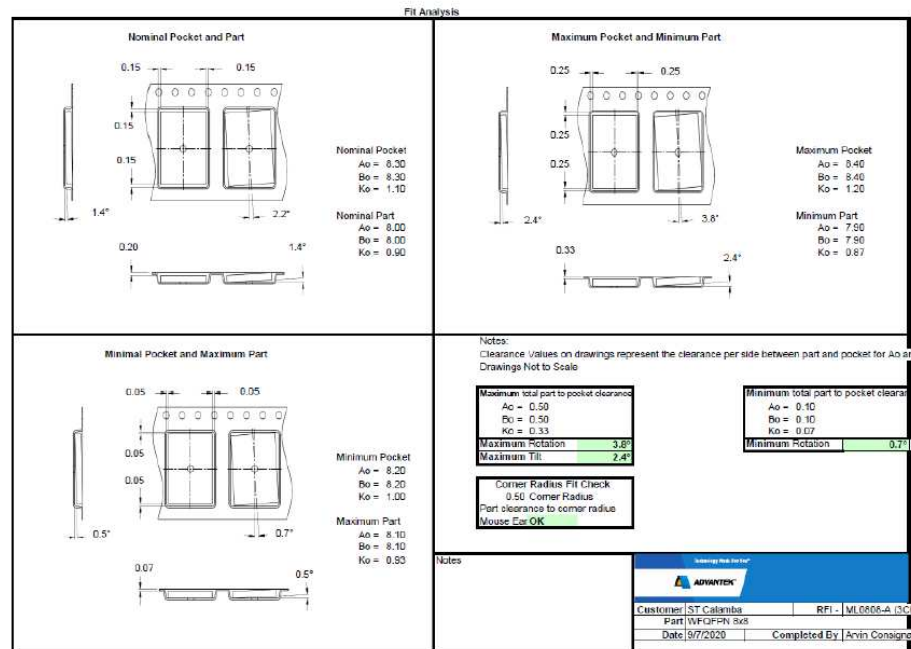 Fit Analysis
Nominal Pocket and Part
0.15
0.15
0.15
0.15
1.4°
2.2°
0.20
1.4°
Nominal Pocket
Ao = 8.30
Bo = 8.30
Ko = 1.10
Nominal Part
Ao = 8.00
Bo = 8.00
Ko = 0.90
Maximum Pocket and Minimum Part
0.25
0.25
0.25
0.25
2.4°
3.8°
0.33
2.4°
Maximum Pocket
Ao = 8.40
Bo = 8.40
Ko = 1.20
Minimum Part
Ao = 7.90
Bo = 7.90
Ko = 0.87
Minimal Pocket and Maximum Part
0.05
0.05
0.05
0.05
0.5°
0.7°
0.07
0.5°
Minimum Pocket
Ao = 8.20
Bo = 8.20
Ko = 1.00
Maximum Part
Ao = 8.10
Bo = 8.10
Ko = 0.93
Notes:
Clearance Values on drawings represent the clearance per side between part and pocket for Ao ar
Drawings Not to Scale
Maximum total part to pocket clearance
Ao = 0.50
Bo = 0.50
Ko = 0.33
Maximum Rotation 3.8°
Maximum Tilt 2.4°
Minimum total part to pocket clearan
Ao = 0.10
Bo = 0.10
Ko = 0.07
Minimum Rotation 0.7°
Corner Radius Fit Check
0.50 Corner Radius
Part clearance to corner radius
Mouse Ear OK
Notes
ADVANTEK
Customer ST Calamba RFI - ML0808-A (3C
Part WFQFPN 8x8
Date 9/7/2020 Completed By Arvin Consigna